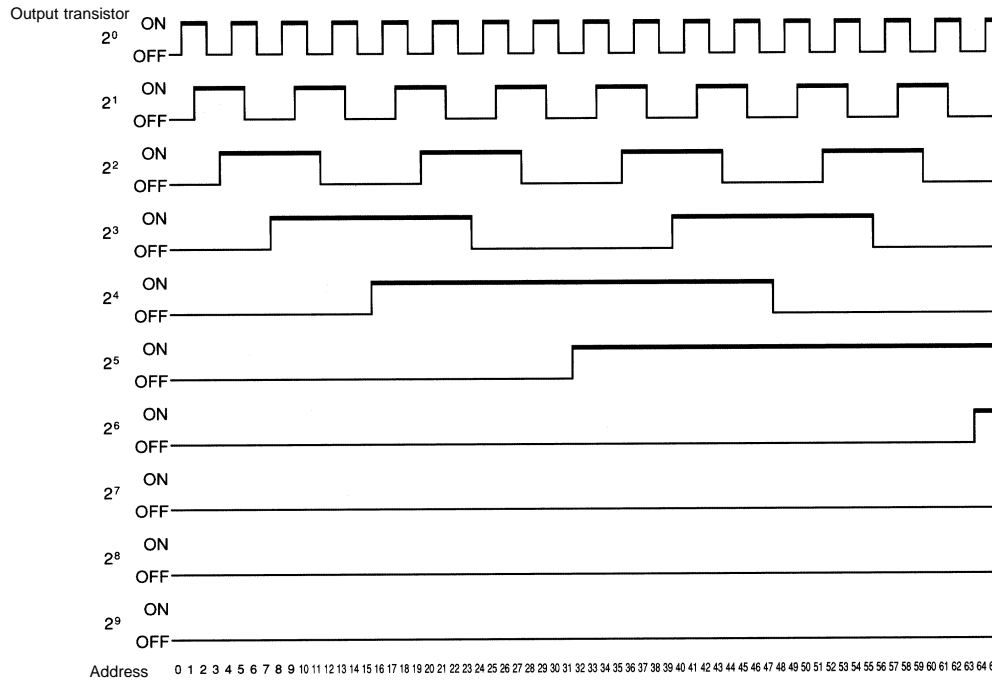 Output transistor
2⁰ ON
OFF
2¹ ON
OFF
2² ON
OFF
2³ ON
OFF
2⁴ ON
OFF
2⁵ ON
OFF
2⁶ ON
OFF
2⁷ ON
OFF
2⁸ ON
OFF
2⁹ ON
OFF
Address 0 1 2 3 4 5 6 7 8 9 10 11 12 13 14 15 16 17 18 19 20 21 22 23 24 25 26 27 28 29 30 31 32 33 34 35 36 37 38 39 40 41 42 43 44 45 46 47 48 49 50 51 52 53 54 55 56 57 58 59 60 61 62 63 64